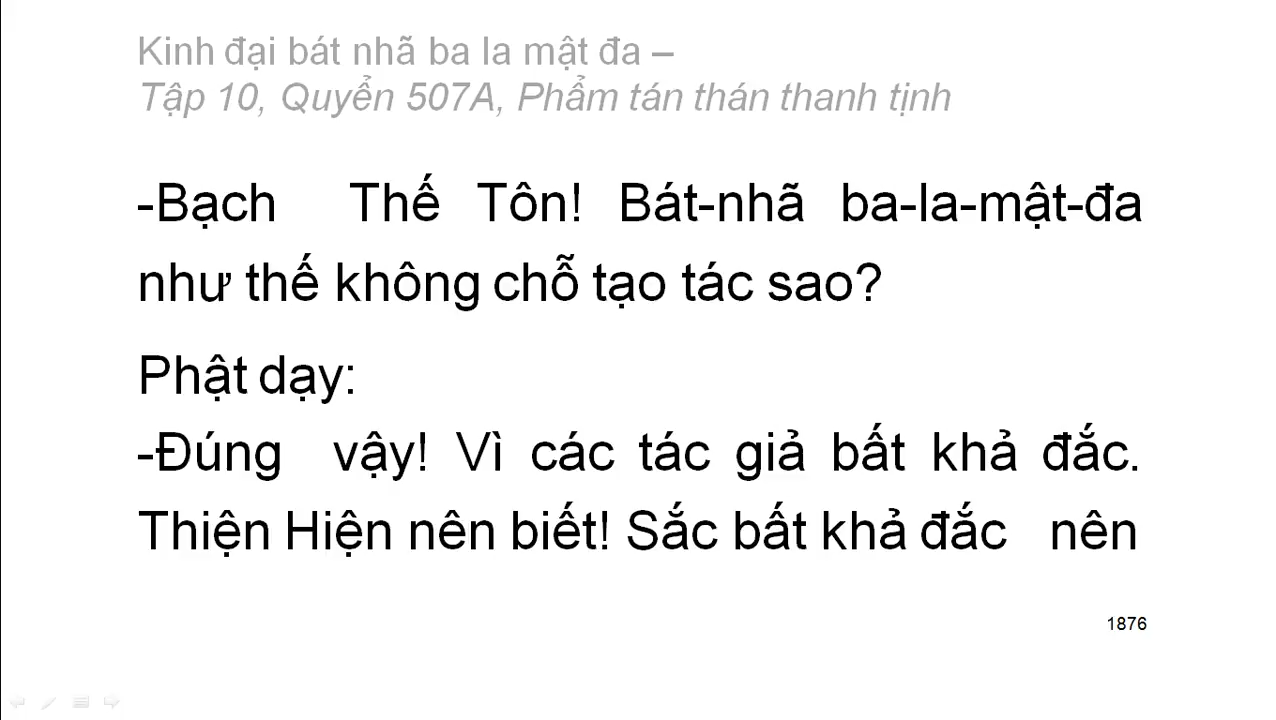 Kinh đại bát nhã ba la mật đa –
Tập 10, Quyển 507A, Phẩm tán thán thanh tịnh
-Bạch Thế Tôn! Bát-nhã ba-la-mật-đa
như thế không chỗ tạo tác sao?
Phật dạy:
-Đúng vậy! Vì các tác giả bất khả đắc.
Thiện Hiện nên biết! Sắc bất khả đắc nên
1876